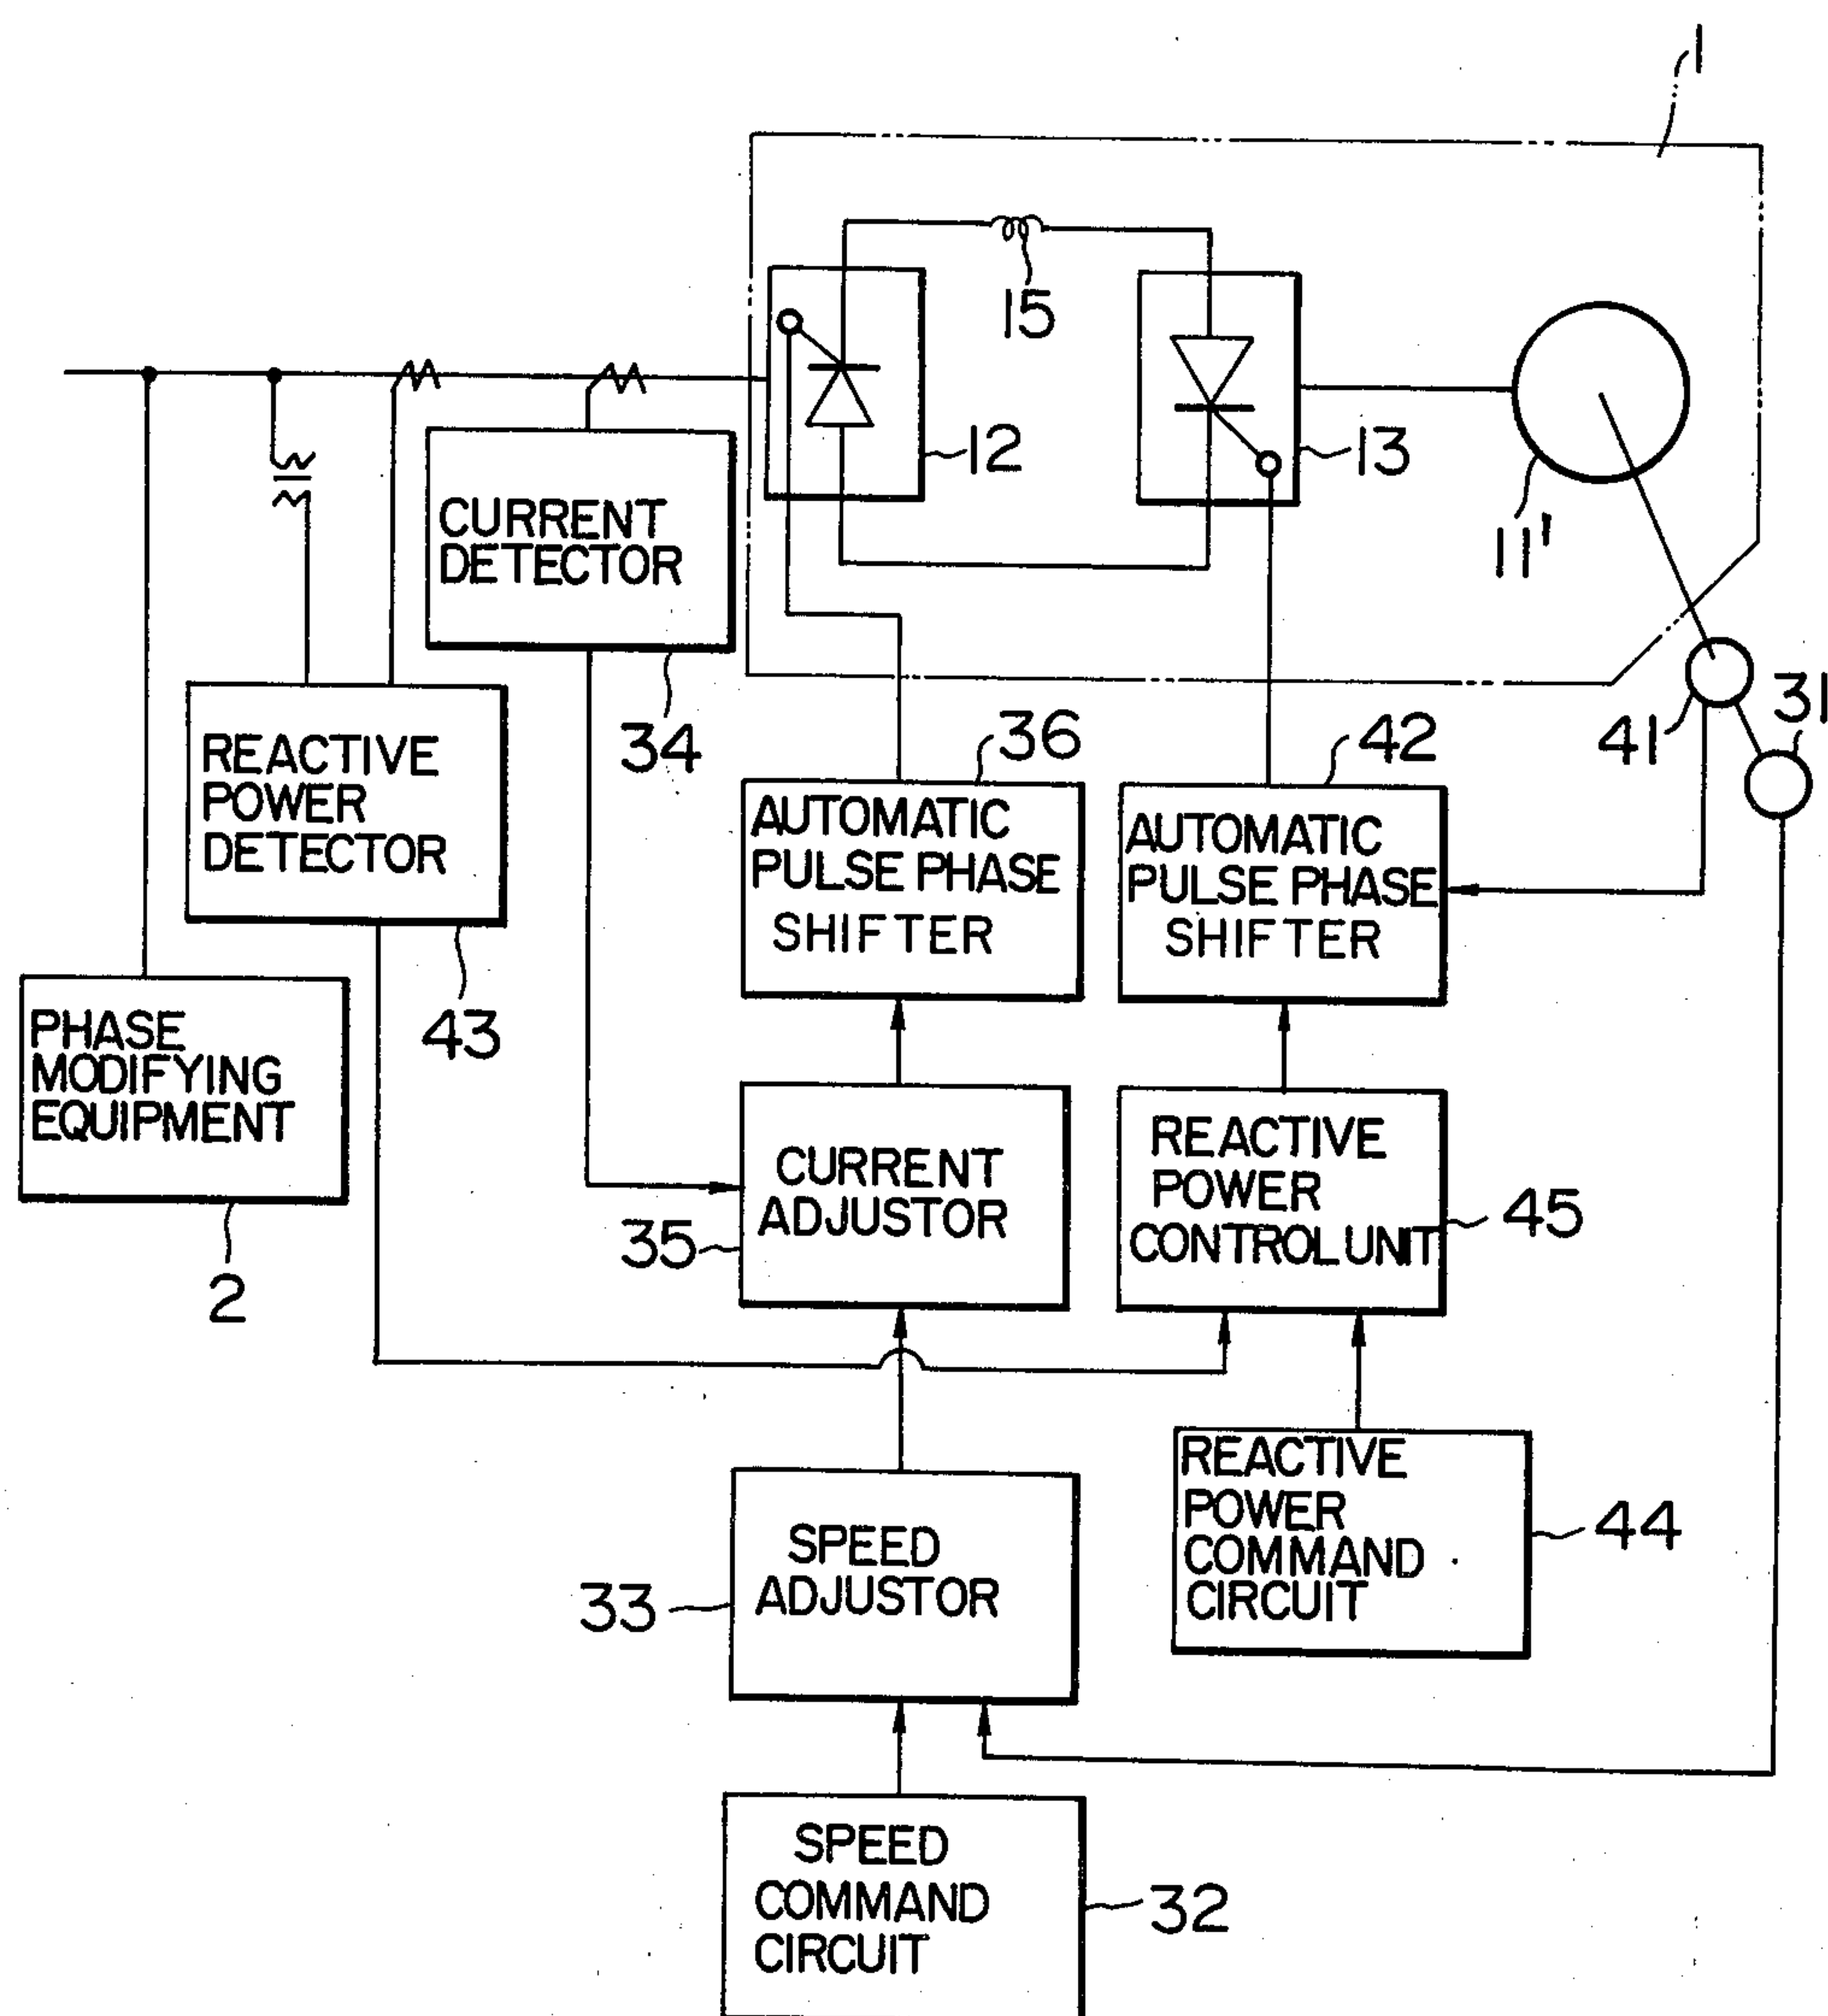 1
15
12
13
11'
CURRENT
DETECTOR
34
41
31
REACTIVE
POWER
DETECTOR
43
36
AUTOMATIC
PULSE PHASE
SHIFTER
42
AUTOMATIC
PULSE PHASE
SHIFTER
PHASE
MODIFYING
EQUIPMENT
2
CURRENT
ADJUSTOR
35
REACTIVE
POWER
CONTROL UNIT
45
REACTIVE
POWER
COMMAND
CIRCUIT
44
SPEED
ADJUSTOR
33
SPEED
COMMAND
CIRCUIT
32